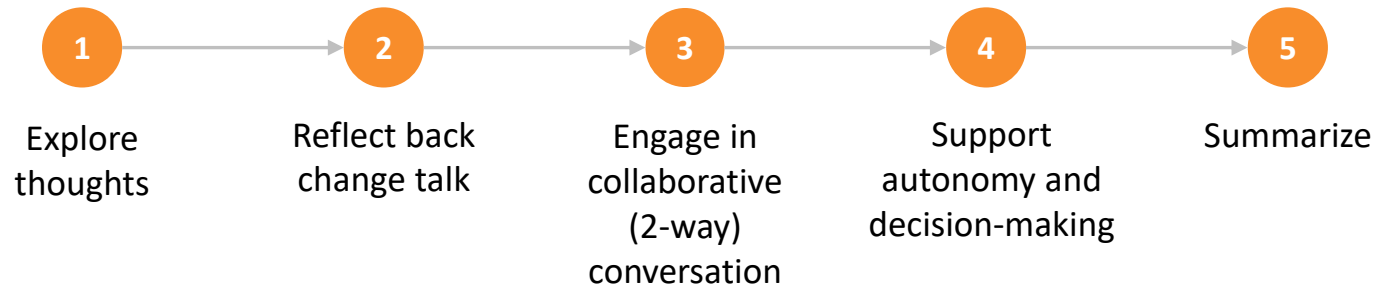 1
2
3
4
5
Explore
thoughts
Reflect back
change talk
Engage in
collaborative
(2-way)
conversation
Support
autonomy and
decision-making
Summarize